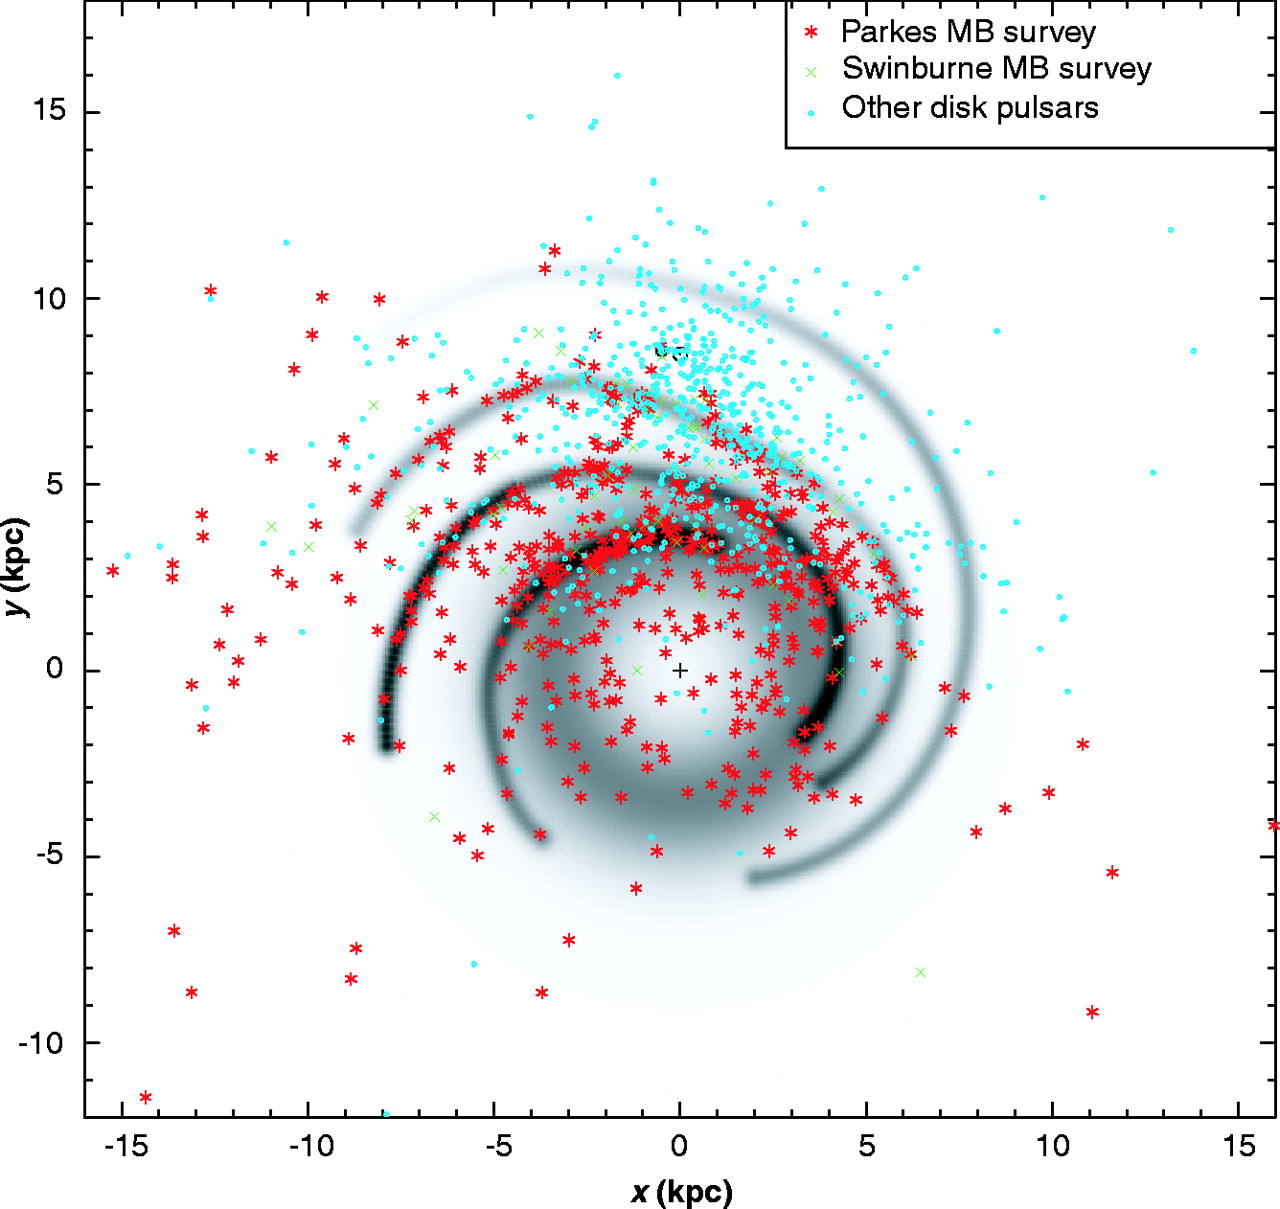 Parkes MB survey
Swinburne MB survey
Other disk pulsars
15
10
5
0
-5
-10
y (kpc)
-15 -10 -5 0 5 10 15
x (kpc)